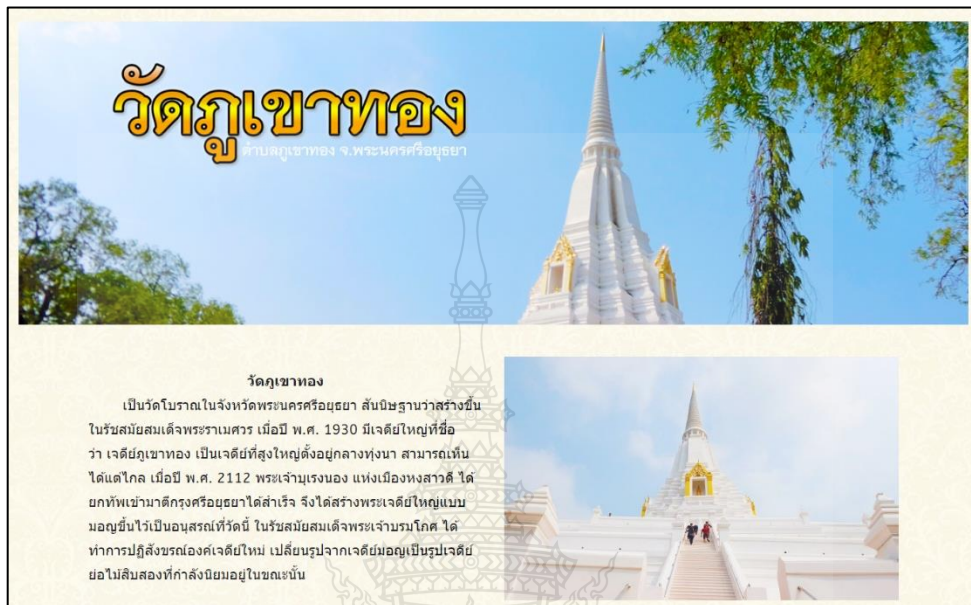 วัดภูเขาทอง
ตำบลภูเขาทอง จ.พระนครศรีอยุธยา
วัดภูเขาทอง
เป็นวัดโบราณในจังหวัดพระนครศรีอยุธยา สันนิษฐานว่าสร้างขึ้น
ในรัชสมัยสมเด็จพระราเมศวร เมื่อปี พ.ศ. 1930 มีเจดีย์ใหญ่ที่ชื่อ
ว่า เจดีย์ภูเขาทอง เป็นเจดีย์ที่สูงใหญ่ตั้งอยู่กลางทุ่งนา สามารถเห็น
ได้แต่ไกล เมื่อปี พ.ศ. 2112 พระเจ้าบุเรงนอง แห่งเมืองหงสาวดี ได้
ยกทัพเข้ามาตีกรุงศรีอยุธยาได้สำเร็จ จึงได้สร้างพระเจดีย์ใหญ่แบบ
มอญขึ้นไว้เป็นอนุสรณ์ที่วัดนี้ ในรัชสมัยสมเด็จพระเจ้าบรมโกศ ได้
ทำการปฏิสังขรณ์องค์เจดีย์ใหม่ เปลี่ยนรูปจากเจดีย์มอญเป็นรูปเจดีย์
ย่อไม้สิบสองที่กำลังนิยมอยู่ในขณะนั้น